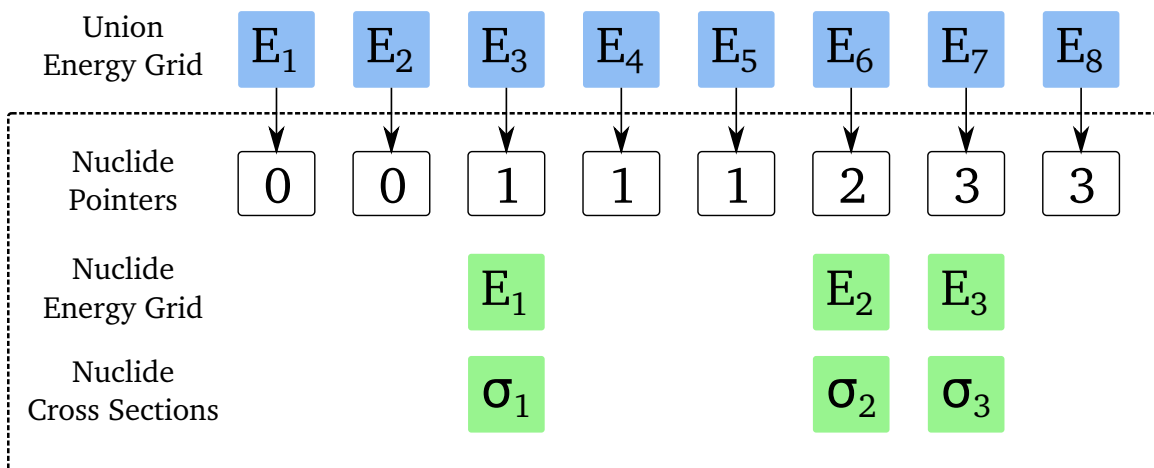 Union
Energy Grid
E₁ E₂ E₃ E₄ E₅ E₆ E₇ E₈
Nuclide
Pointers
0 0 1 1 1 2 3 3
Nuclide
Energy Grid
E₁ E₂ E₃
Nuclide
Cross Sections
σ₁ σ₂ σ₃